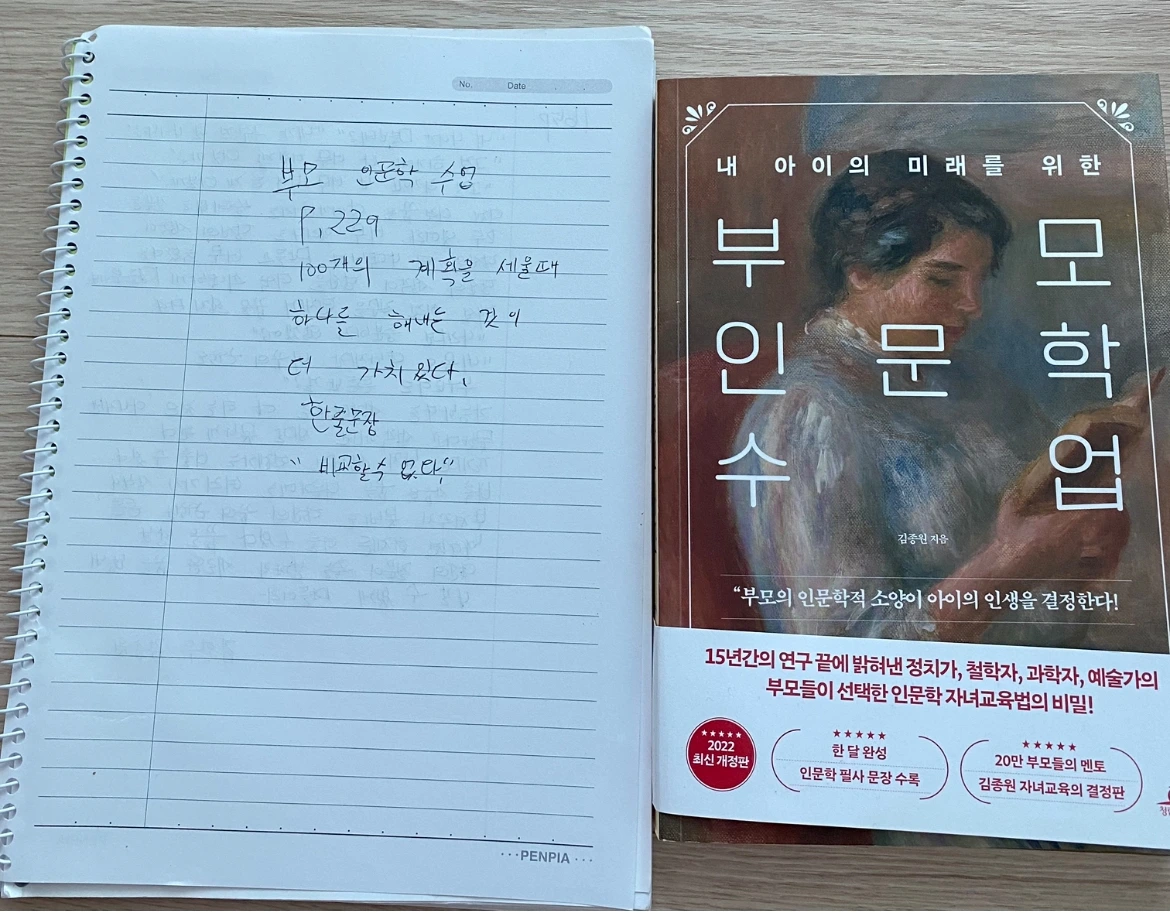 No. Date
부모 인문학 수업
P. 229
100개의 계획을 세울때
하나를 해내는 것이
더 가치 있다.
한줄문장
" 비교할수 없다."
···PENPIA···
내 아이의 미래를 위한
부모
인문학
수업
김종원 지음
“부모의 인문학적 소양이 아이의 인생을 결정한다!
15년간의 연구 끝에 밝혀낸 정치가, 철학자, 과학자, 예술가의
부모들이 선택한 인문학 자녀교육법의 비밀!
★★★★★
2022
최신 개정판
★★★★★
한 달 완성
인문학 필사 문장 수록
★★★★★
20만 부모들의 멘토
김종원 자녀교육의 결정판